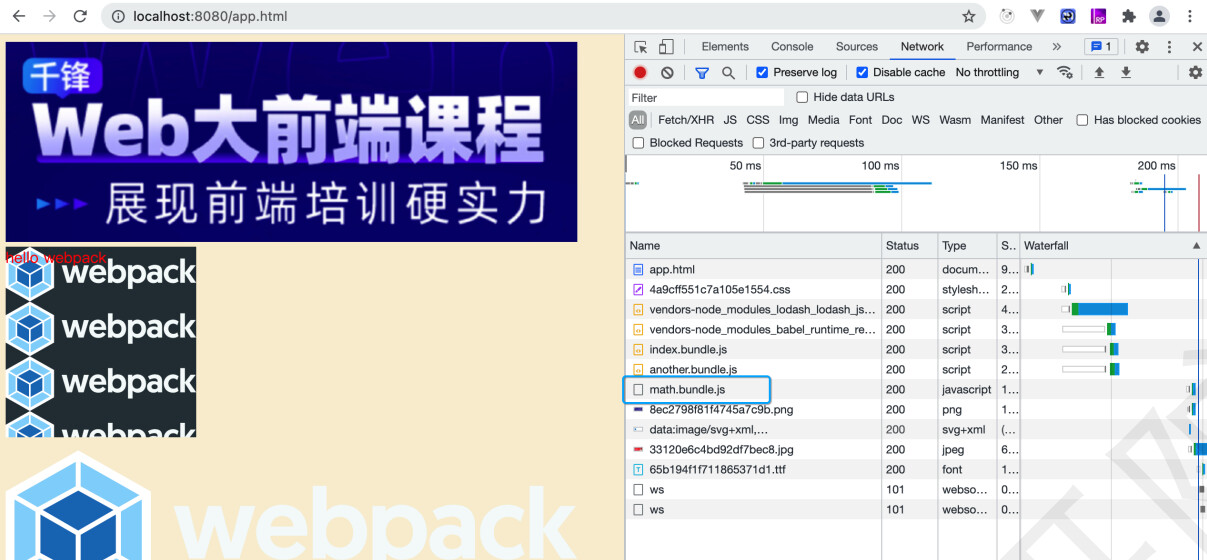 localhost:8080/app.html
千锋
Web大前端课程
展现前端培训硬实力
hello webpack
webpack
webpack
webpack
webpack
webpack
Elements Console Sources Network Performance » 1
Preserve log Disable cache No throttling
Filter Hide data URLs
All Fetch/XHR JS CSS Img Media Font Doc WS Wasm Manifest Other Has blocked cookies
Blocked Requests 3rd-party requests
50 ms 100 ms 150 ms 200 ms
Name Status Type S.. Waterfall
app.html 200 docum... 9...
4a9cff551c7a105e1554.css 200 stylesh... 2...
vendors-node_modules_lodash_lodash_js... 200 script 4...
vendors-node_modules_babel_runtime_re... 200 script 3...
index.bundle.js 200 script 3...
another.bundle.js 200 script 2...
math.bundle.js 200 javascript 1...
8ec2798f81f4745a7c9b.png 200 png 1...
data:image/svg+xml,... 200 svg+xml (...
33120e6c4bd92df7bec8.jpg 200 jpeg 6...
65b194f1f711865371d1.ttf 200 font 1...
ws 101 webso... 0...
ws 101 webso... 0...